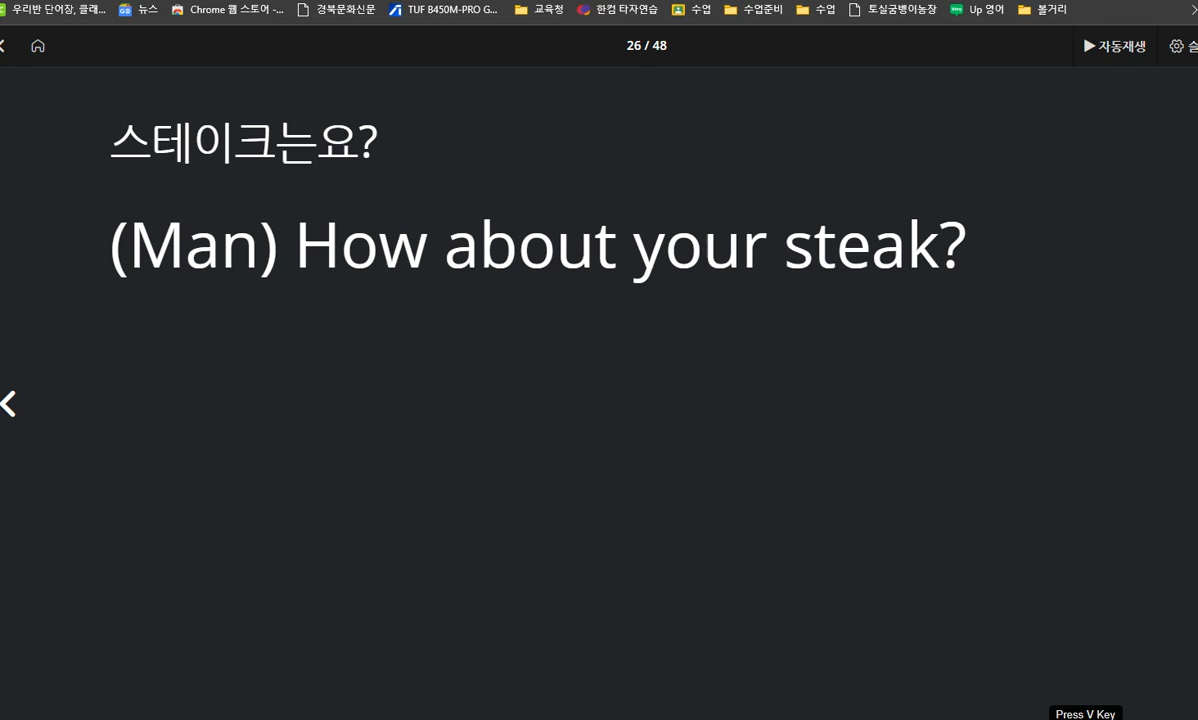 우리반 단어장, 클래... 뉴스 Chrome 웹 스토어 -... 경북문화신문 TUF B450M-PRO G... 교육청 한컴 타자연습 수업 수업준비 수업 토실굼벵이농장 Up 영어 볼거리
26 / 48 ▶자동재생 슬
스테이크는요?
(Man) How about your steak?
Press V Key